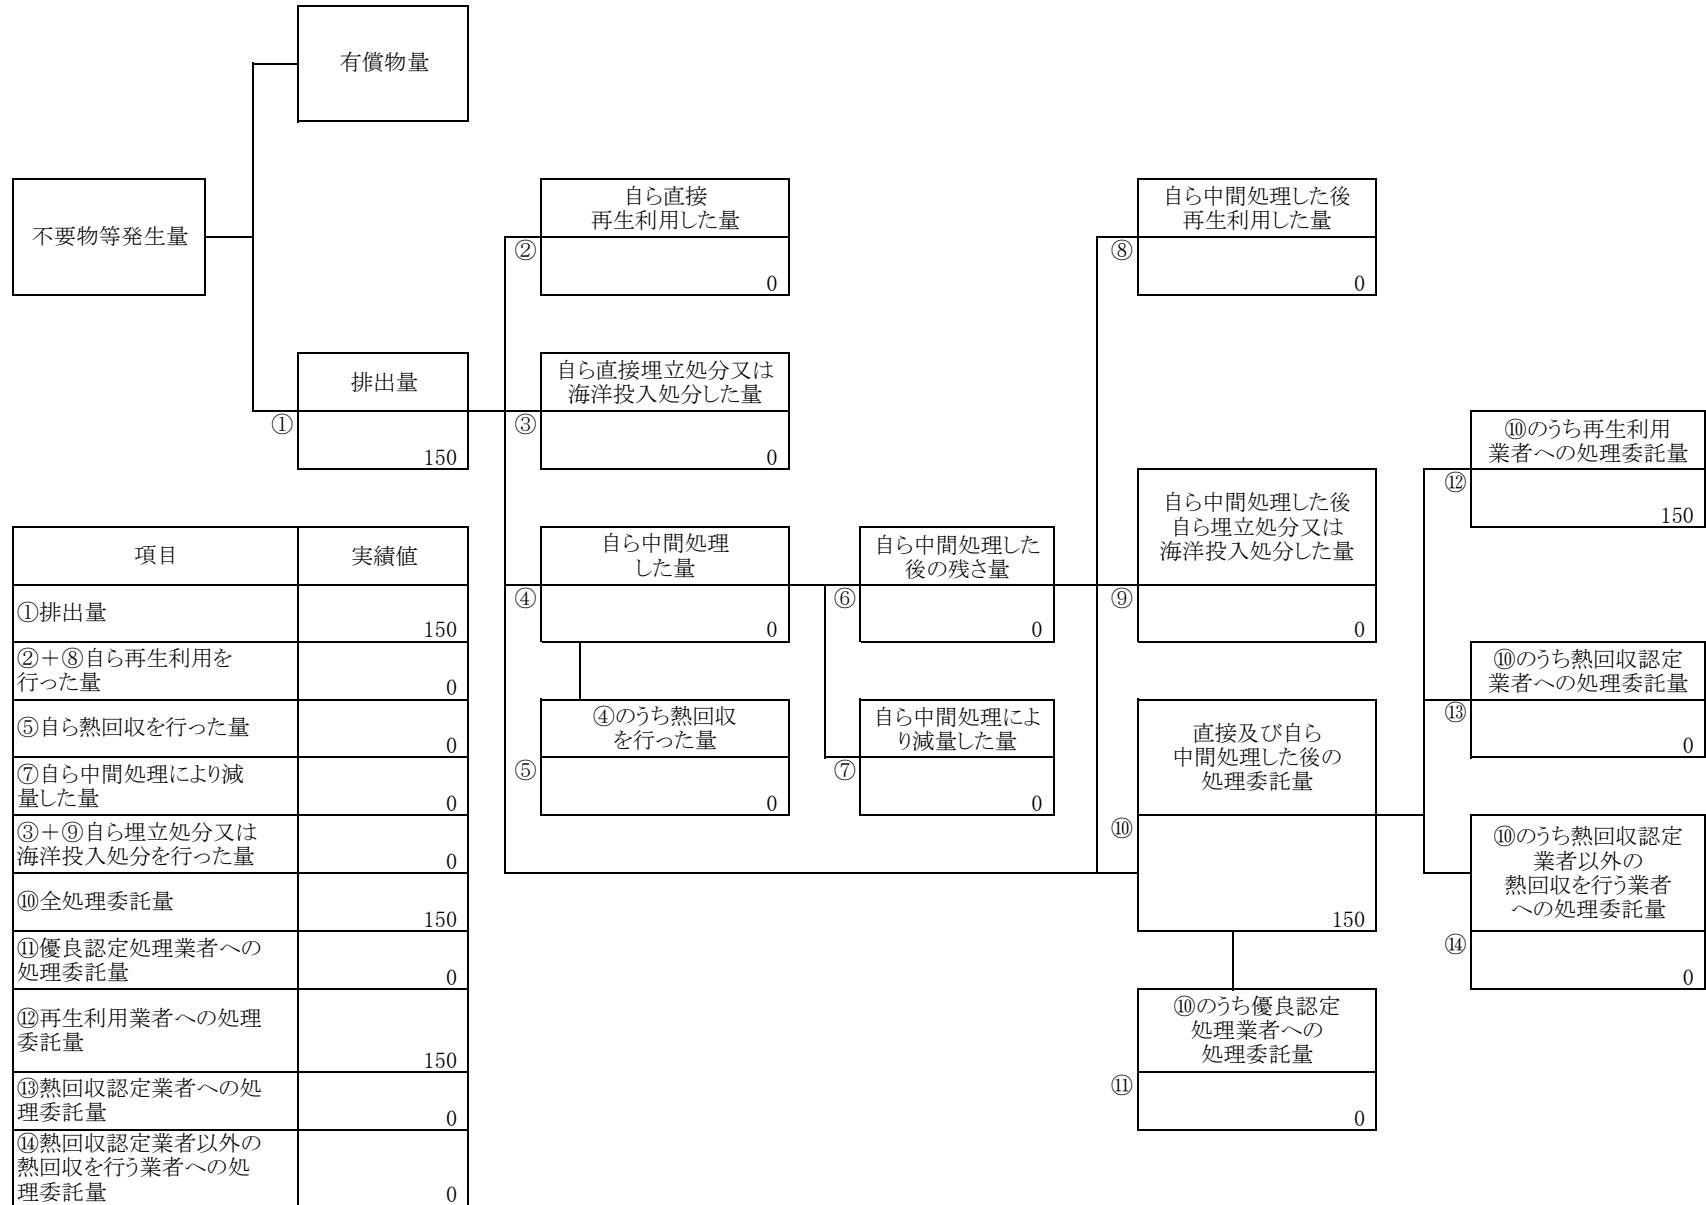 有償物量
不要物等発生量
自ら直接
再生利用した量
②
0
自ら中間処理した後
再生利用した量
⑧
0
排出量
①
150
自ら直接埋立処分又は
海洋投入処分した量
③
0
⑩のうち再生利用
業者への処理委託量
⑫
150
自ら中間処理
した量
④
0
自ら中間処理した
後の残さ量
⑥
0
自ら中間処理した後
自ら埋立処分又は
海洋投入処分した量
⑨
0
⑩のうち熱回収認定
業者への処理委託量
⑬
0
④のうち熱回収
を行った量
⑤
0
自ら中間処理によ
り減量した量
⑦
0
直接及び自ら
中間処理した後の
処理委託量
⑩
150
⑩のうち熱回収認定
業者以外の
熱回収を行う業者
への処理委託量
⑭
0
⑩のうち優良認定
処理業者への
処理委託量
⑪
0
項目 実績値
①排出量
150
②＋⑧自ら再生利用を
行った量
0
⑤自ら熱回収を行った量
0
⑦自ら中間処理により減
量した量
0
③＋⑨自ら埋立処分又は
海洋投入処分を行った量
0
⑩全処理委託量
150
⑪優良認定処理業者への
処理委託量
0
⑫再生利用業者への処理
委託量
150
⑬熱回収認定業者への処
理委託量
0
⑭熱回収認定業者以外の
熱回収を行う業者への処
理委託量
0